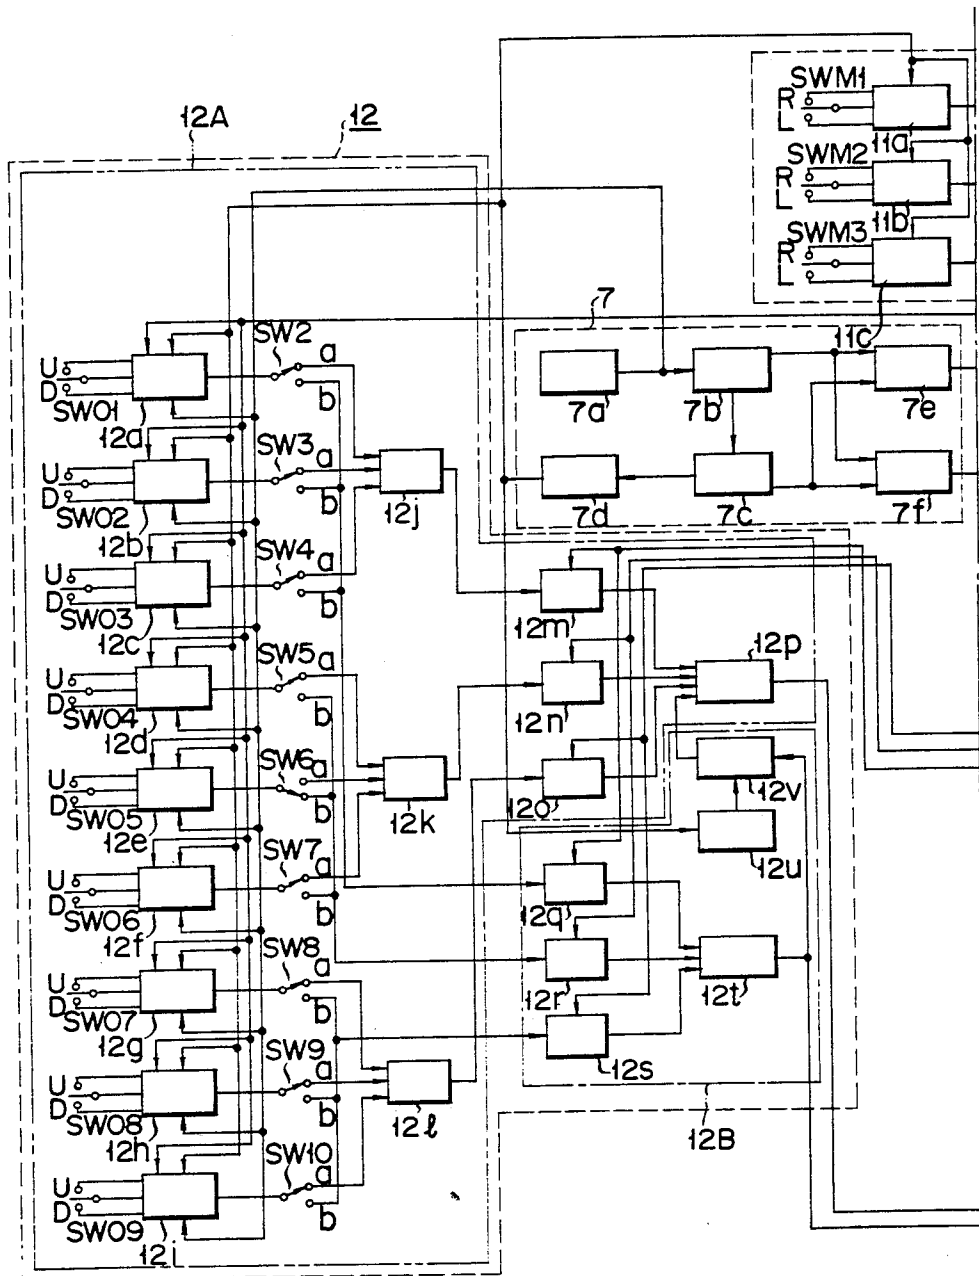 SWM1
R
L
11a
SWM2
R
L
11b
SWM3
R
L
11c
12A
12
7
7a
7b
7e
7d
7c
7f
U
D
SW01
12a
SW2
a
b
U
D
SW02
12b
SW3
a
b
12j
U
D
SW03
12c
SW4
a
b
12m
U
D
SW04
12d
SW5
a
b
12n
12p
U
D
SW05
12e
SW6
a
b
12k
12o
12v
U
D
SW06
12f
SW7
a
b
12q
12u
U
D
SW07
12g
SW8
a
b
12r
12t
U
D
SW08
12h
SW9
a
b
12l
12s
12B
U
D
SW09
12i
SW10
a
b